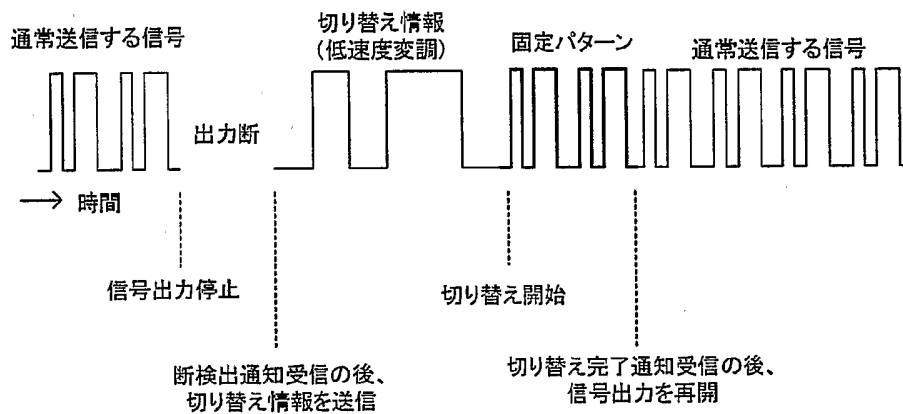 通常送信する信号
切り替え情報
(低速度変調)
固定パターン
通常送信する信号
出力断
時間
信号出力停止
切り替え開始
断検出通知受信の後、
切り替え情報を送信
切り替え完了通知受信の後、
信号出力を再開